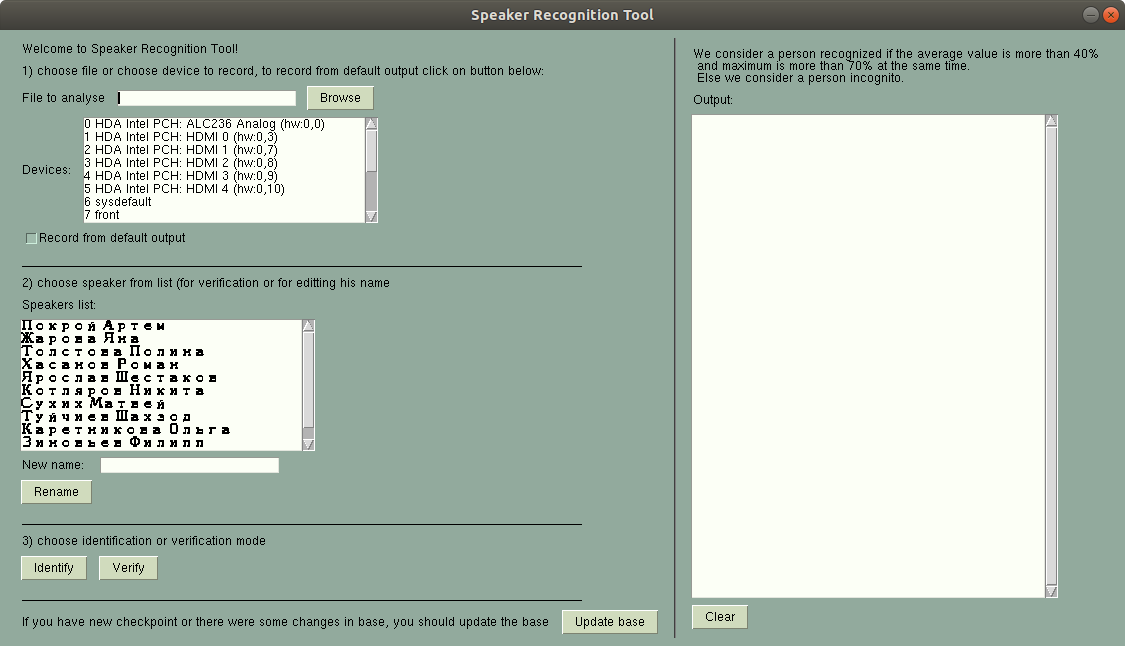 Speaker Recognition Tool
Welcome to Speaker Recognition Tool!
1) choose file or choose device to record, to record from default output click on button below:
File to analyse
Browse
Devices:
0 HDA Intel PCH: ALC236 Analog (hw:0,0)
1 HDA Intel PCH: HDMI 0 (hw:0,3)
2 HDA Intel PCH: HDMI 1 (hw:0,7)
3 HDA Intel PCH: HDMI 2 (hw:0,8)
4 HDA Intel PCH: HDMI 3 (hw:0,9)
5 HDA Intel PCH: HDMI 4 (hw:0,10)
6 sysdefault
7 front
Record from default output
2) choose speaker from list (for verification or for editting his name
Speakers list:
Покрой Артем
Жарова Яна
Толстова Полина
Хасанов Роман
Ярослав Шестаков
Котляров Никита
Сухих Матвей
Туйчиев Шахзод
Каретникова Ольга
Зиновьев Филипп
New name:
Rename
3) choose identification or verification mode
Identify
Verify
If you have new checkpoint or there were some changes in base, you should update the base
Update base
We consider a person recognized if the average value is more than 40%
and maximum is more than 70% at the same time.
Else we consider a person incognito.
Output:
Clear